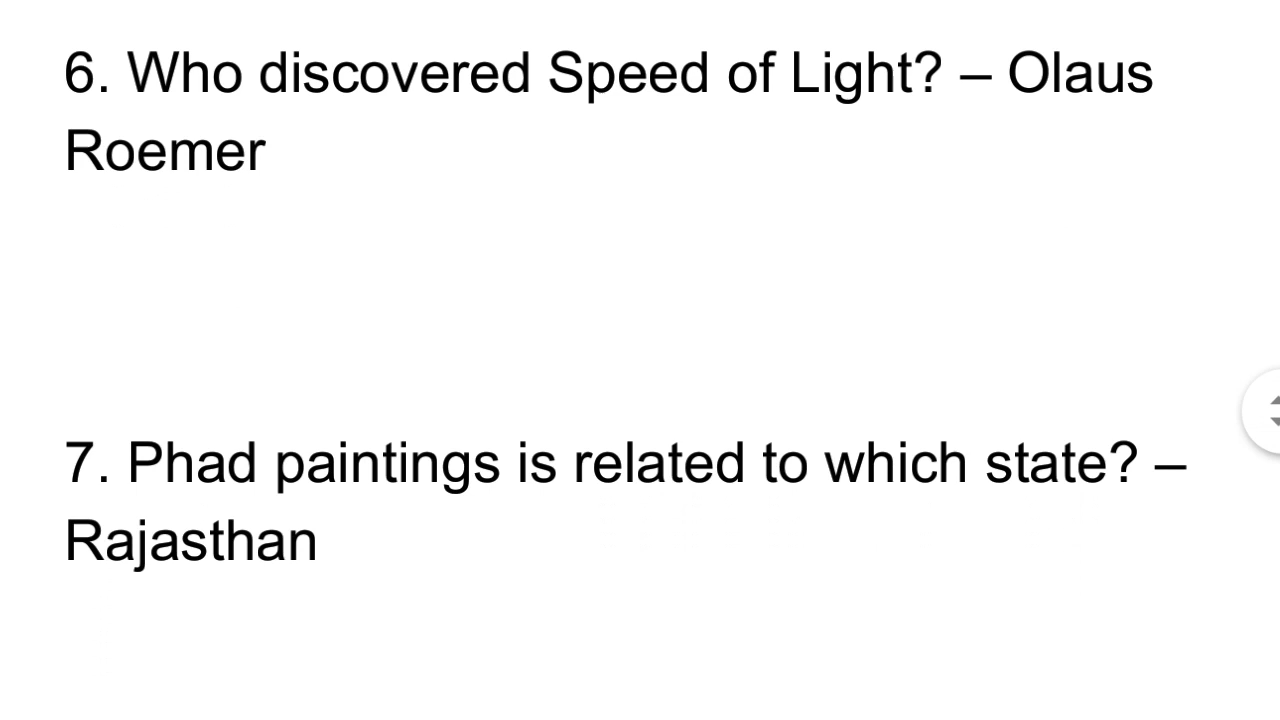 6. Who discovered Speed of Light? – Olaus
Roemer
7. Phad paintings is related to which state? –
Rajasthan